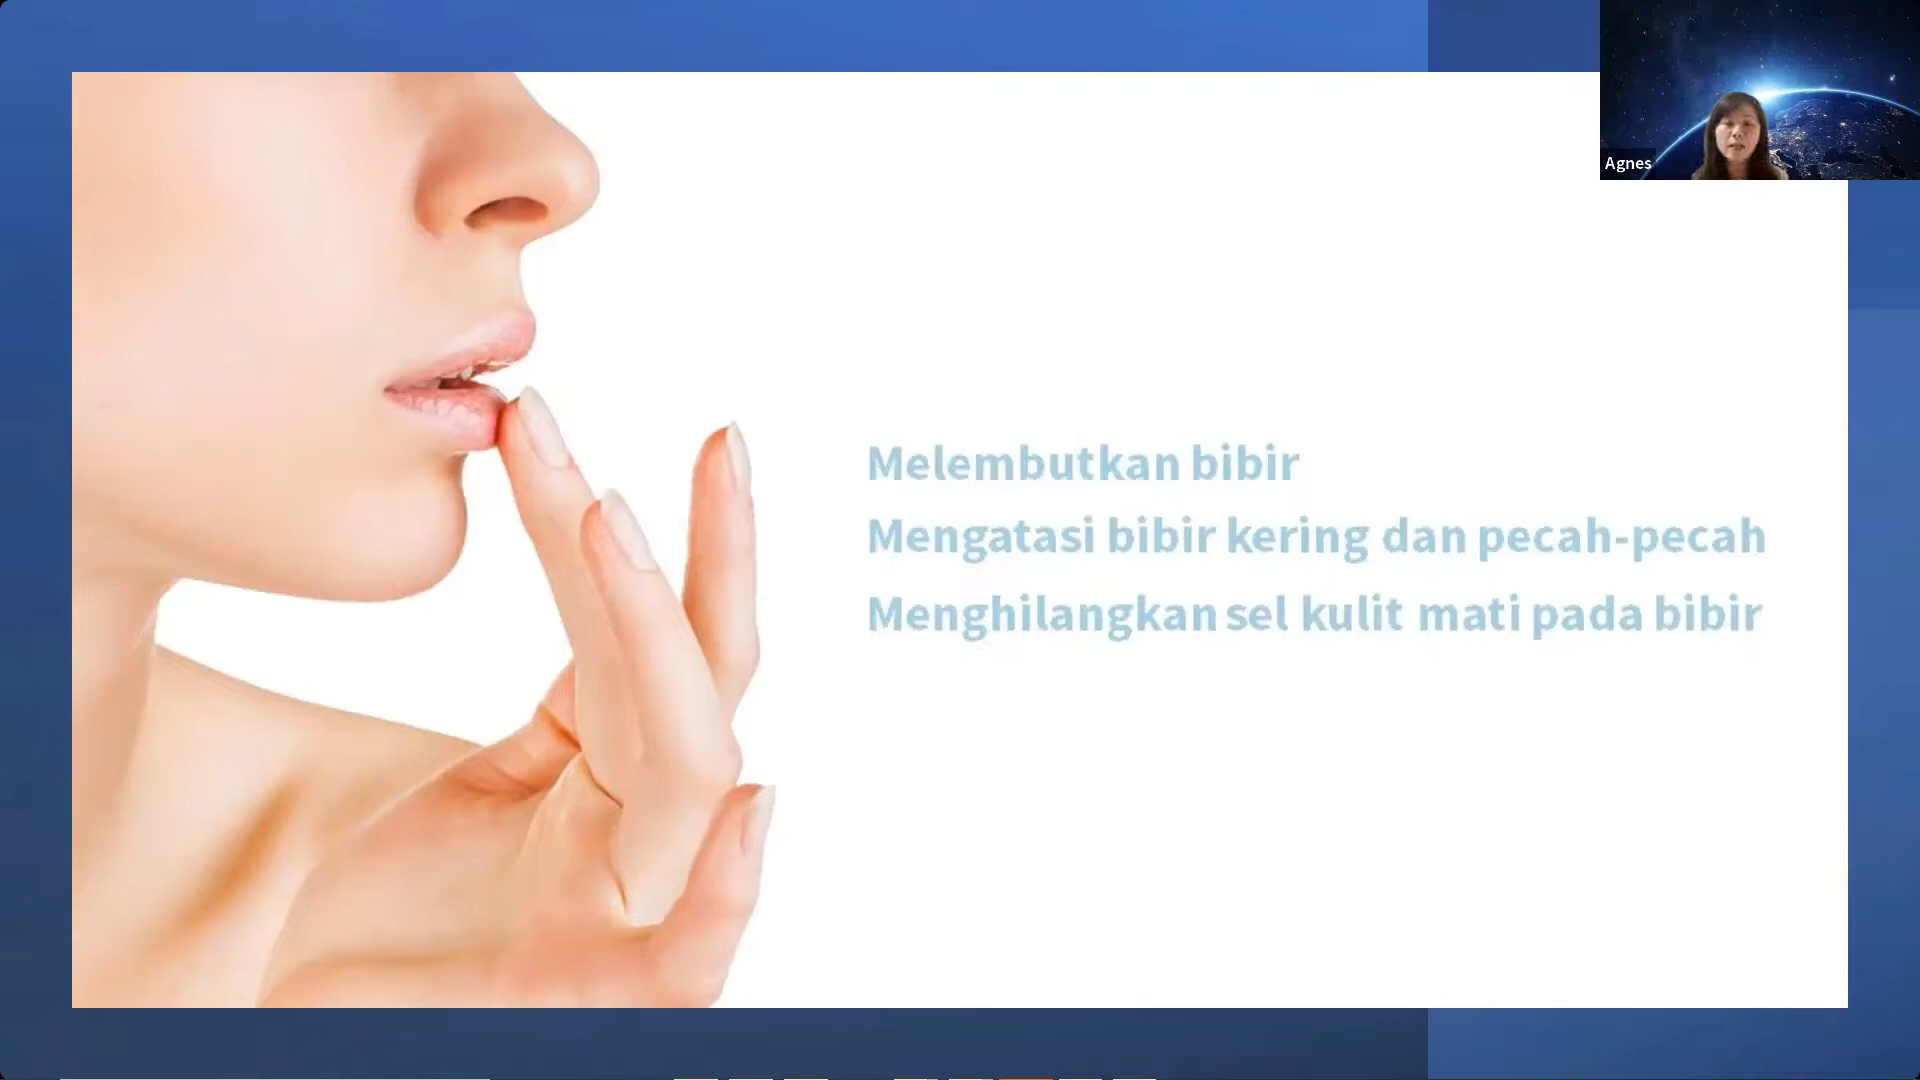 Agnes
Melembutkan bibir
Mengatasi bibir kering dan pecah-pecah
Menghilangkan sel kulit mati pada bibir